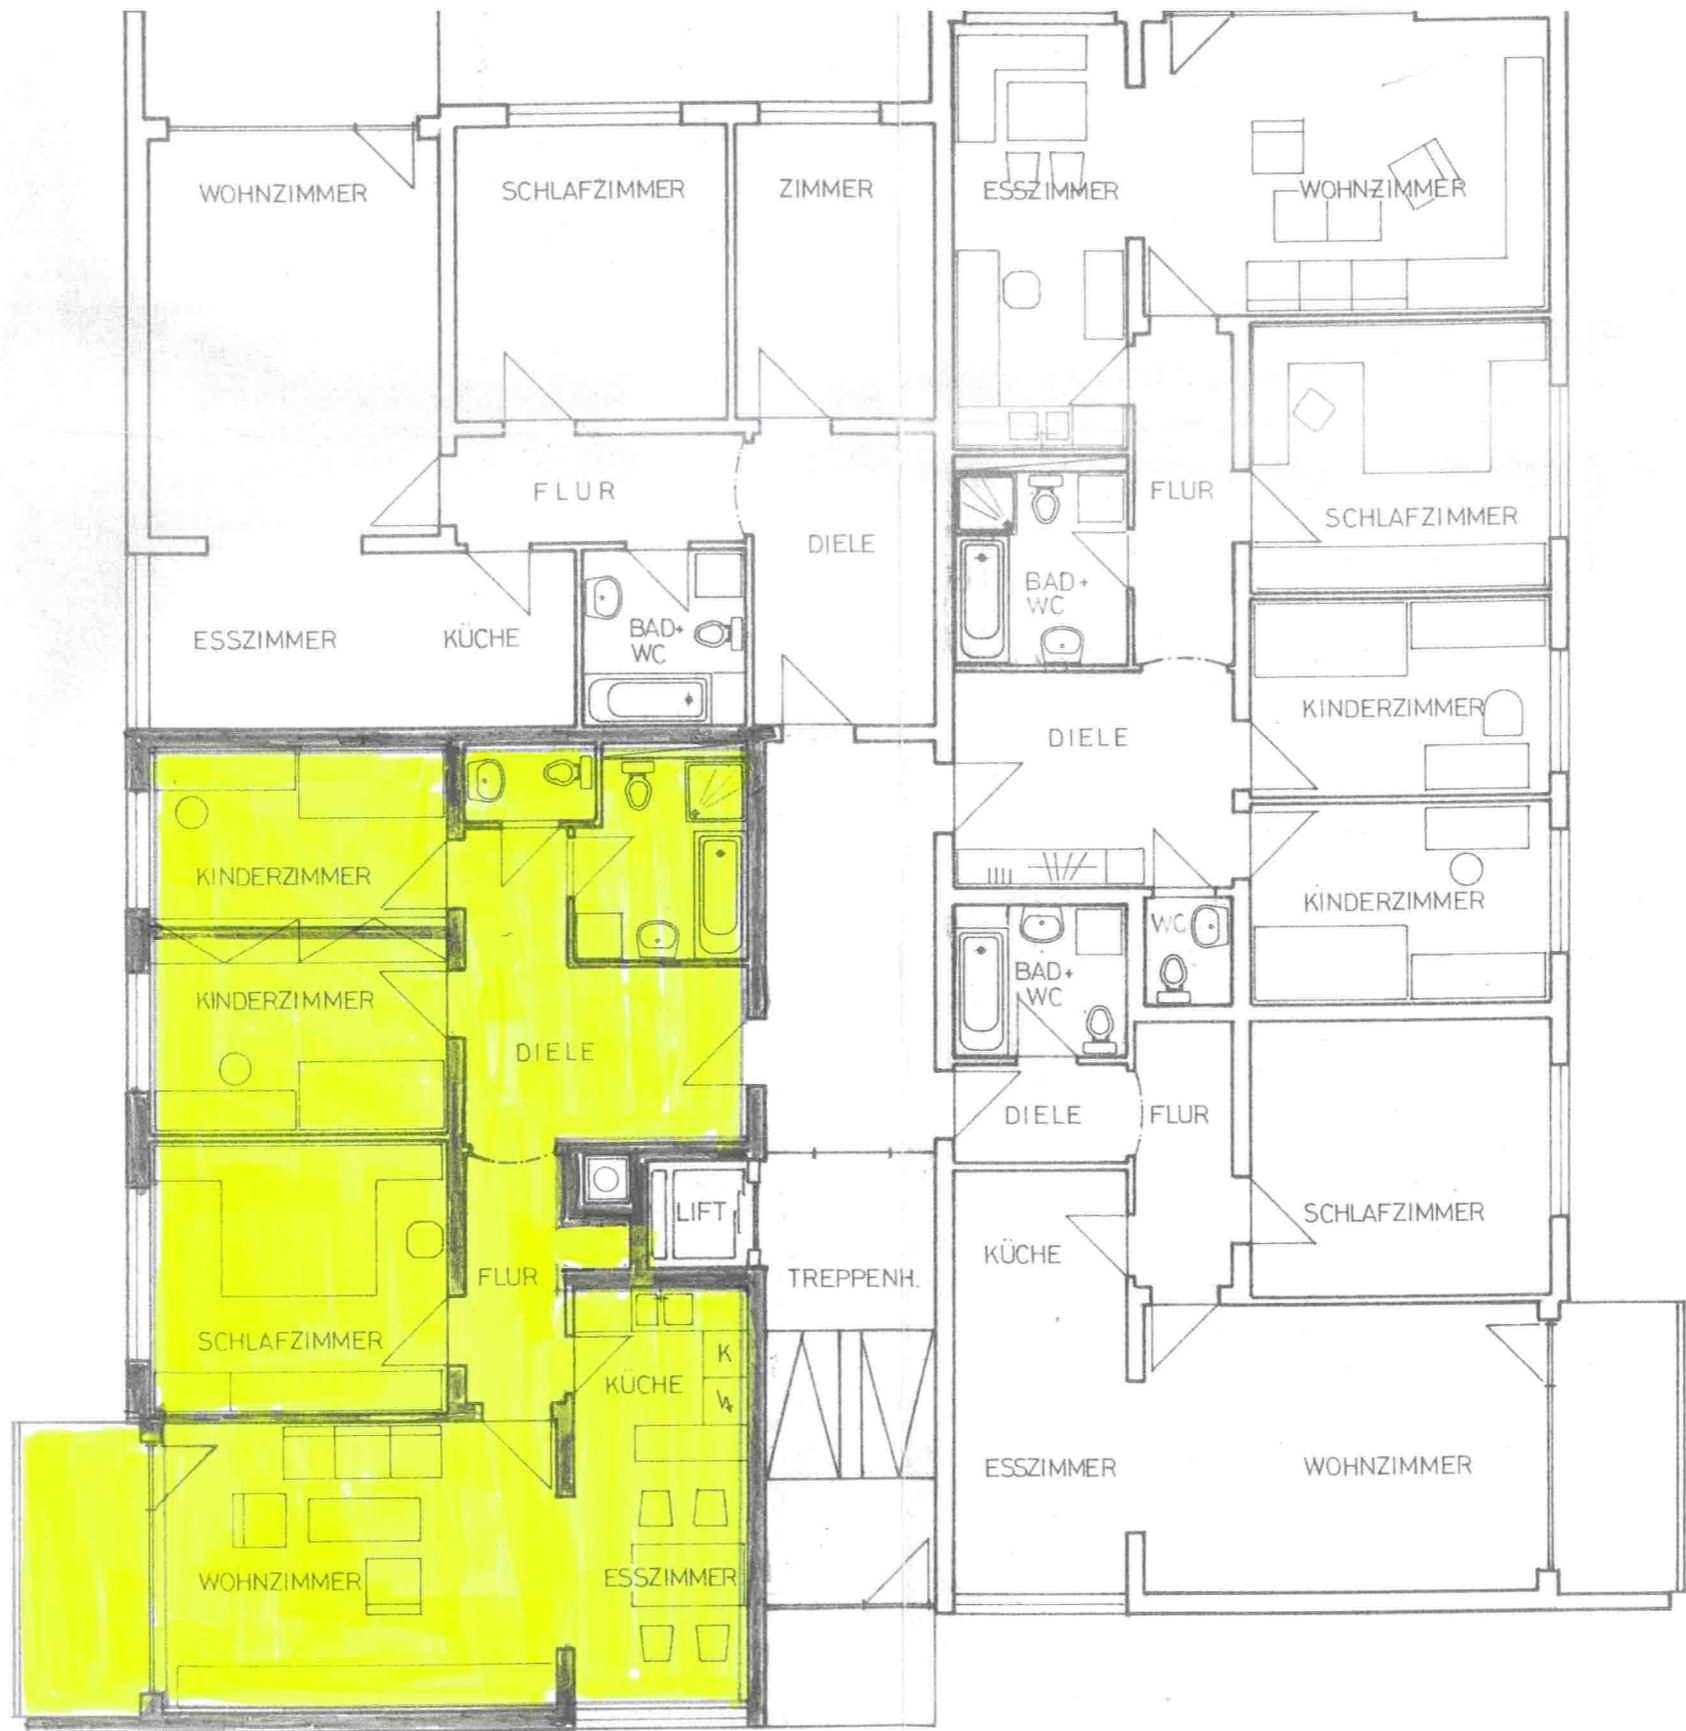 WOHNZIMMER
SCHLAFZIMMER
ZIMMER
ESSZIMMER
WOHNZIMMER
FLUR
DIELE
FLUR
SCHLAFZIMMER
BAD+
WC
ESSZIMMER
KÜCHE
BAD+
WC
KINDERZIMMER
DIELE
KINDERZIMMER
KINDERZIMMER
WC
BAD+
WC
KINDERZIMMER
DIELE
DIELE
FLUR
LIFT
SCHLAFZIMMER
KÜCHE
FLUR
TREPPENH.
SCHLAFZIMMER
KÜCHE
K
W
ESSZIMMER
WOHNZIMMER
WOHNZIMMER
ESSZIMMER